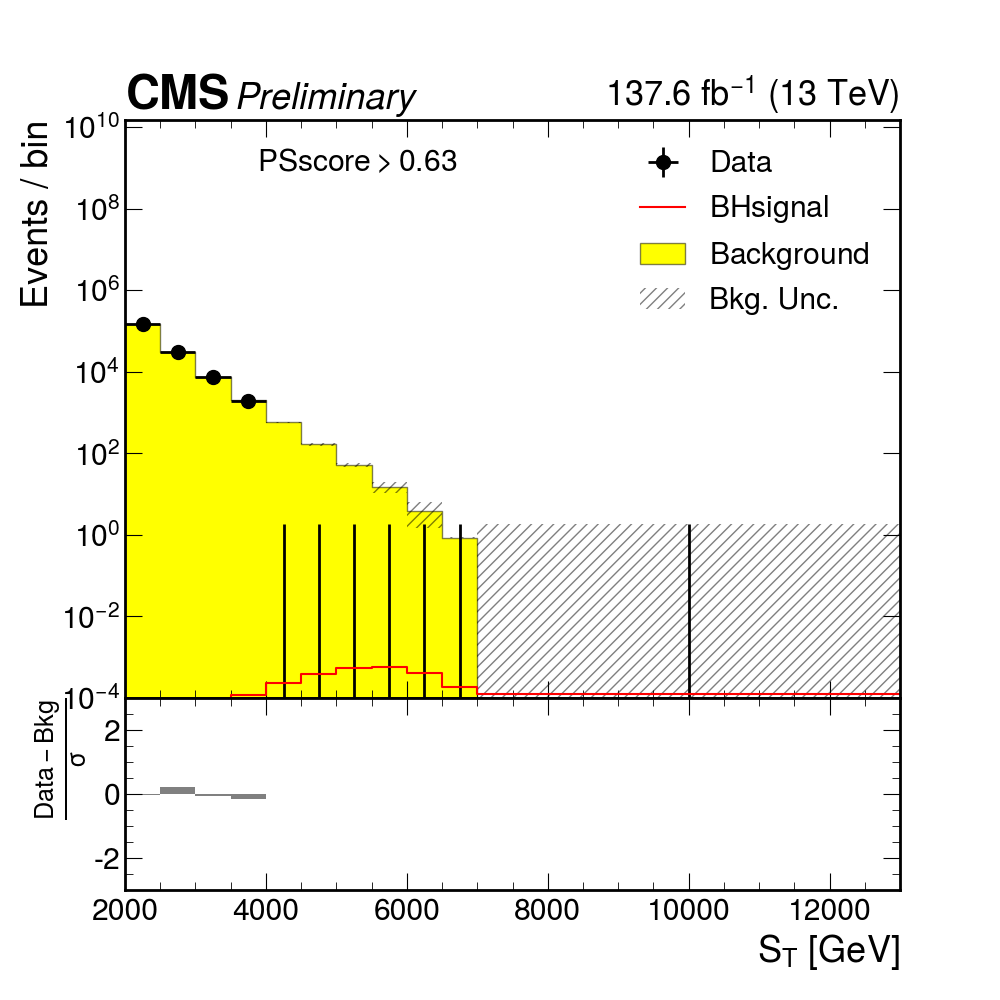 CMS Preliminary
137.6 fb⁻¹ (13 TeV)
Events / bin
10¹⁰
10⁸
10⁶
10⁴
10²
10⁰
10⁻²
10⁻⁴
PSscore > 0.63
Data
BHsignal
Background
Bkg. Unc.
Data – Bkg
σ
2
0
-2
2000 4000 6000 8000 10000 12000
S_T [GeV]